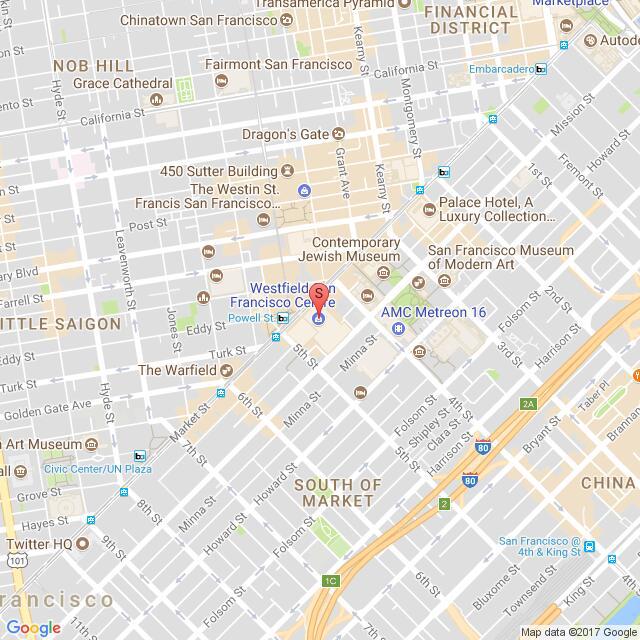 Transamerica Pyramid
Marketplace
Chinatown San Francisco
FINANCIAL
DISTRICT
Kearny St
Autode
NOB HILL
Fairmont San Francisco
Embarcadero
Grace Cathedral
California St
Hyde St
Montgomery St
California St
Mission St
Howard St
Dragon's Gate
Fremont St
1st St
Grant Ave
Kearny St
450 Sutter Building
The Westin St.
Francis San Francisco...
Palace Hotel, A
Luxury Collection...
Post St
Leavenworth St
Contemporary
Jewish Museum
San Francisco Museum
of Modern Art
ary Blvd
Farrell St
Westfield San
Francisco Centre
S
AMC Metreon 16
2nd St
Folsom St
Powell St.
Jones St
Eddy St
ITTLE SAIGON
Harrison St
3rd St
Turk St
5th St
Minna St
The Warfield
Taber Pl
Hyde St
Golden Gate Ave
Market St
6th St
Minna St
4th St
2A
Folsom St
Shipley St
Clara St
Brannan
Bryant St
n Art Museum
7th St
80
Harrison St
5th St
Civic Center/UN Plaza
Howard St
80
SOUTH OF
MARKET
CHINA
Grove St
8th St
2
Minna St
Hayes St
Folsom St
San Francisco @
4th & King St
Twitter HQ
9th St
Howard St
101
1C
6th St
Bluxome St
Townsend St
King St
Folsom St
7th St
Harrison St
rancisco
Google
Map data ©2017 Google